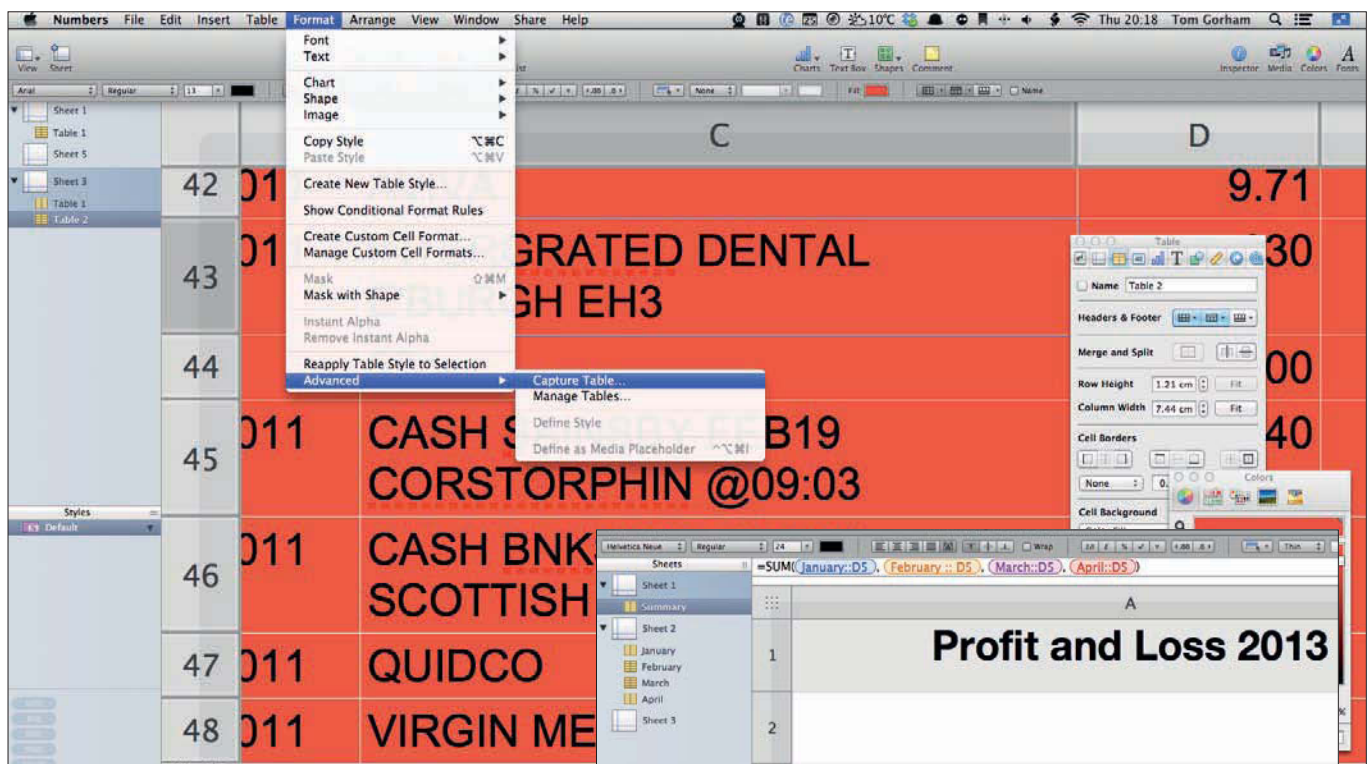 Numbers File Edit Insert Table Format Arrange View Window Share Help 10°C Thu 20:18 Tom Gorham
View Sheet Charts Text Box Shapes Comment Inspector Media Colors Fonts
Arial Regular 13 None Fill Name
Sheet 1
Table 1
Sheet 5
Sheet 3
Table 1
Table 2
Styles
Default
Font
Text
Chart
Shape
Image
Copy Style ⌥⌘C
Paste Style ⌥⌘V
Create New Table Style...
Show Conditional Format Rules
Create Custom Cell Format...
Manage Custom Cell Formats...
Mask ⇧⌘M
Mask with Shape
Instant Alpha
Remove Instant Alpha
Reapply Table Style to Selection
Advanced
Capture Table...
Manage Tables...
Define Style
Define as Media Placeholder ^⌥⌘I
C D
42 01 9.71
43 01 GRATED DENTAL 30
GH EH3
44 00
45 011 CASH B19 40
CORSTORPHIN @09:03
46 011 CASH BNK
SCOTTISH
47 011 QUIDCO
48 011 VIRGIN ME
Table
Name Table 2
Headers & Footer
Merge and Split
Row Height 1.21 cm Fit
Column Width 7.44 cm Fit
Cell Borders
None 0.
Cell Background
Colors
Helvetica Neue Regular 24 Wrap Thin
Sheets =SUM(January::D5, February :: D5, March::D5, April::D5)
Sheet 1
Summary
Sheet 2
January
February
March
April
Sheet 3
A
1 Profit and Loss 2013
2